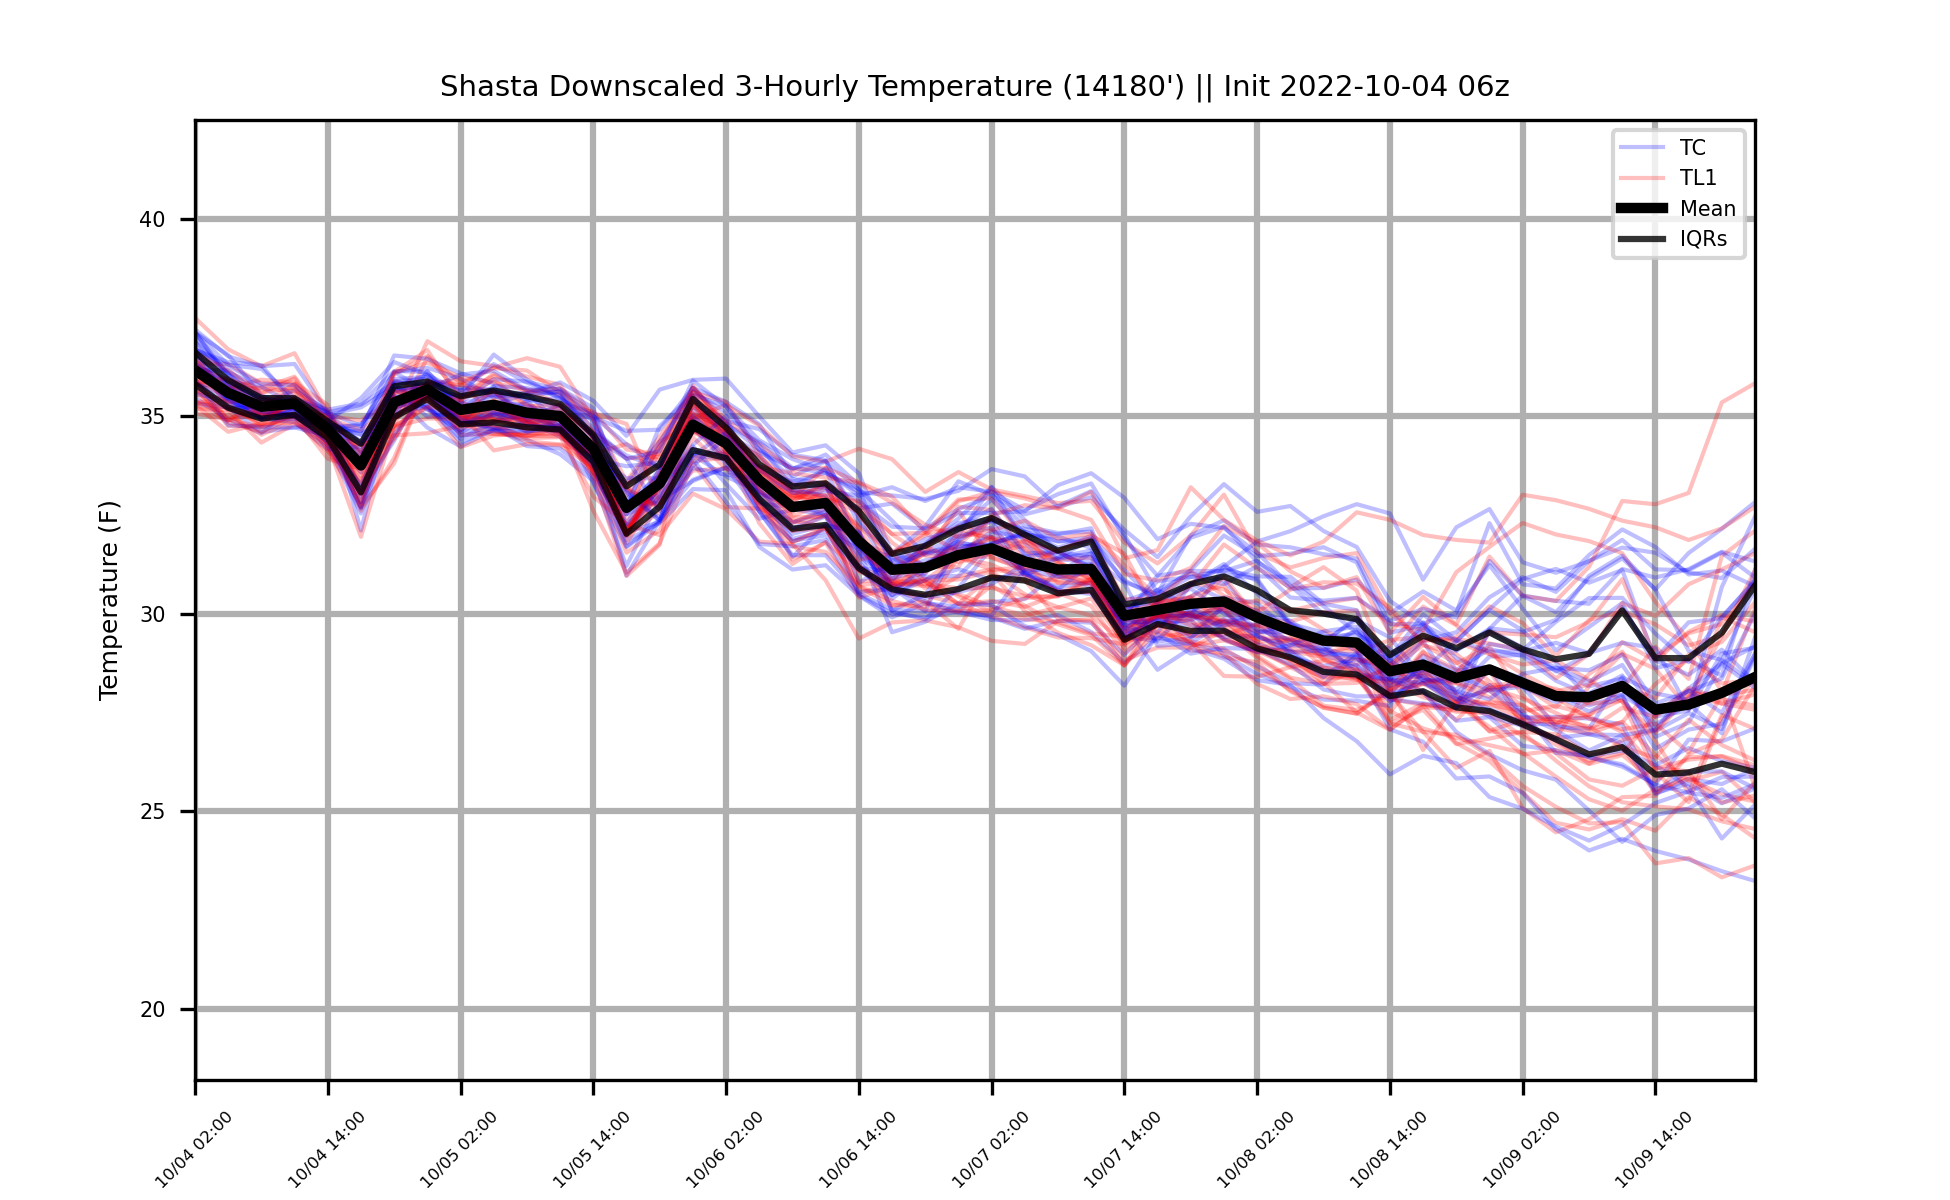 Shasta Downscaled 3-Hourly Temperature (14180') || Init 2022-10-04 06z
TC
TL1
Mean
IQRs
Temperature (F)
40
35
30
25
20
10/04 02:00
10/04 14:00
10/05 02:00
10/05 14:00
10/06 02:00
10/06 14:00
10/07 02:00
10/07 14:00
10/08 02:00
10/08 14:00
10/09 02:00
10/09 14:00